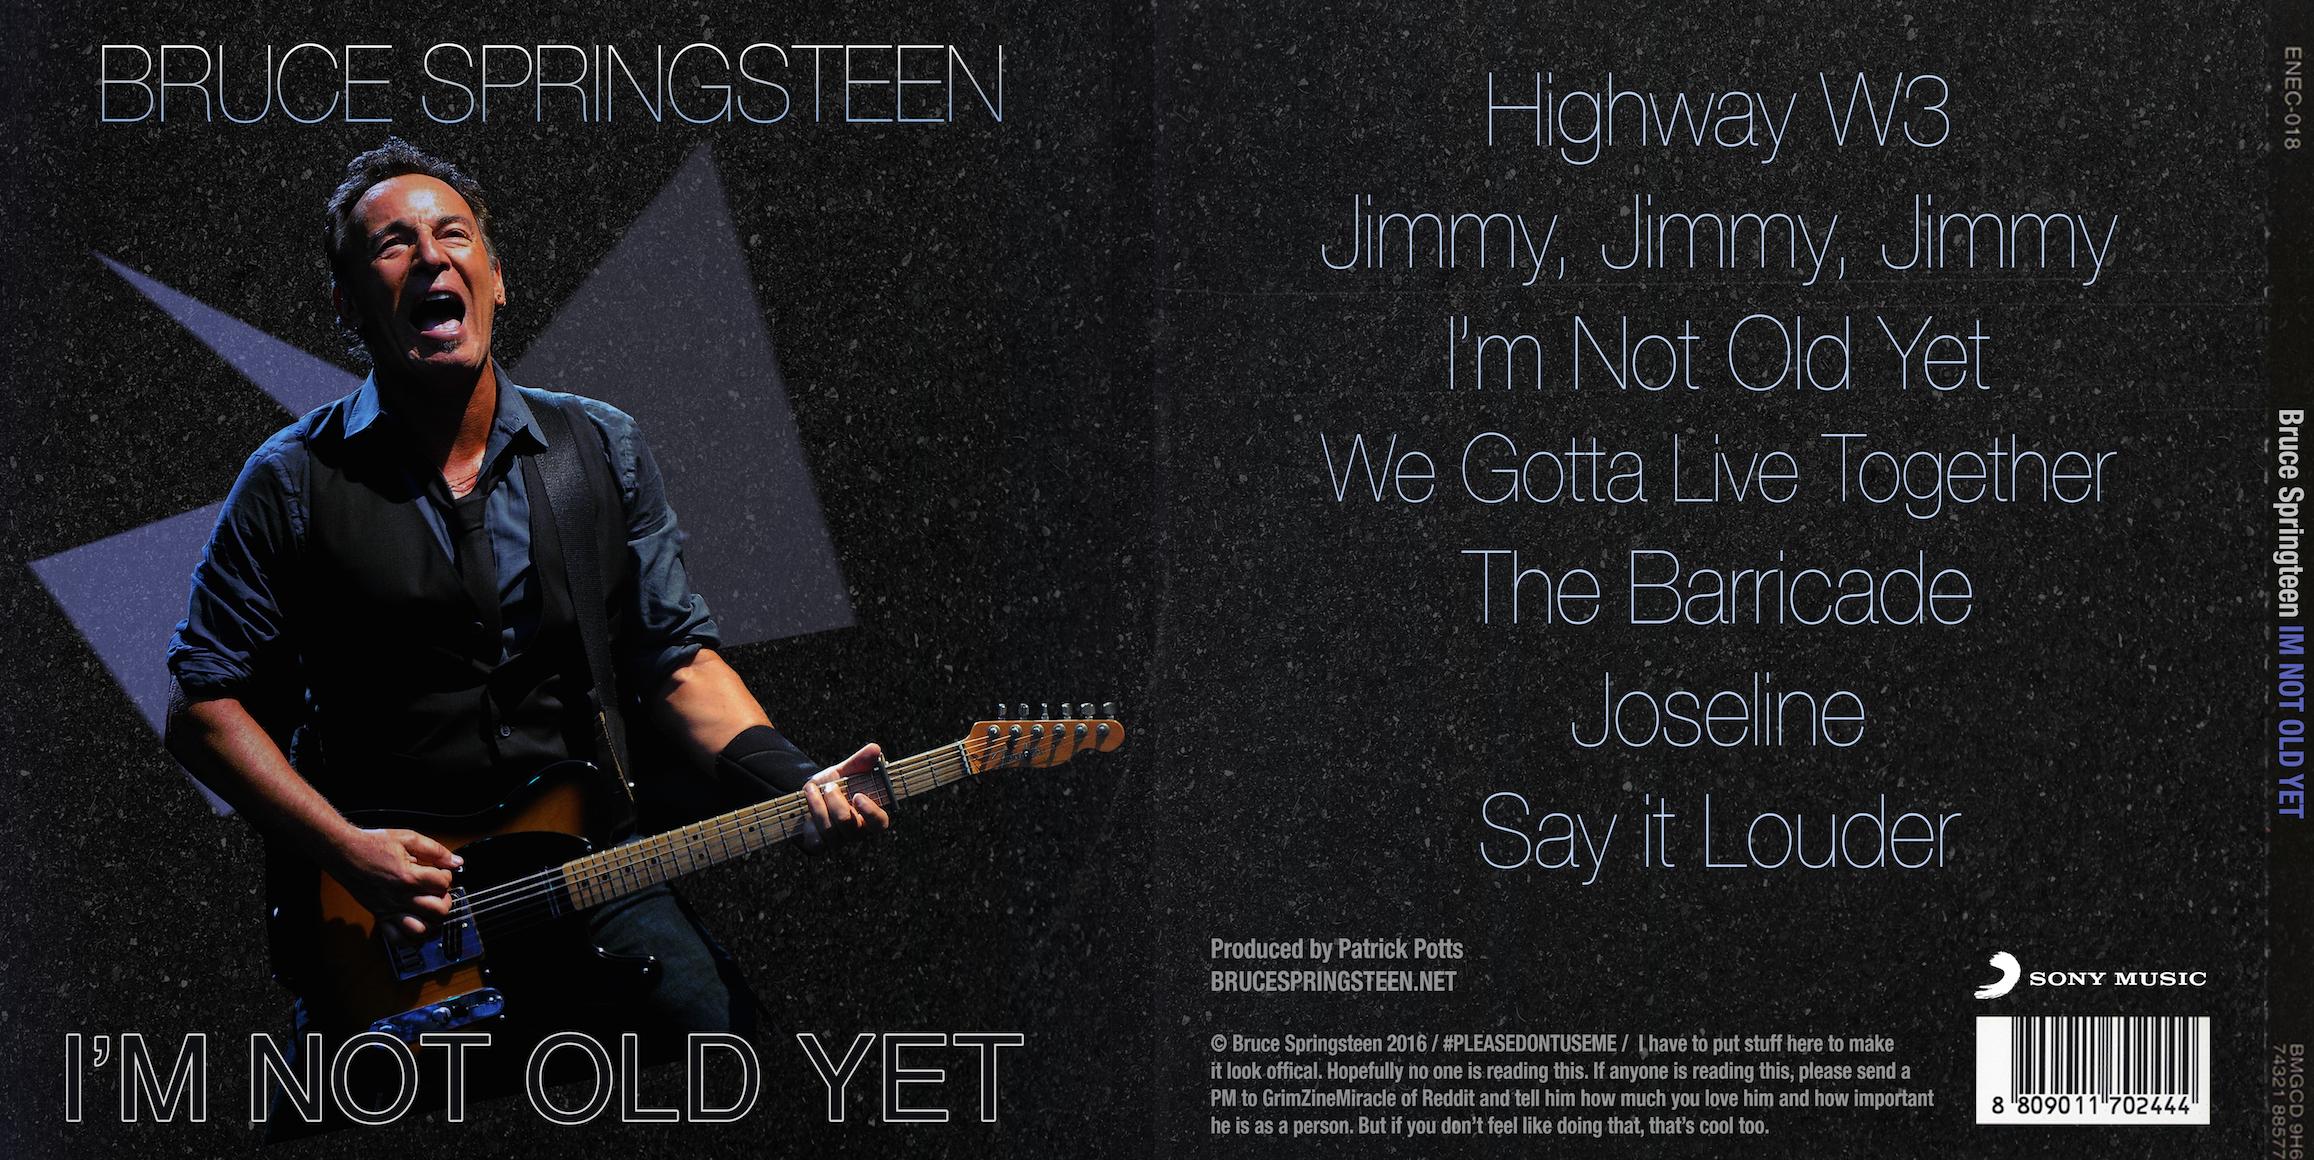 BRUCE SPRINGSTEEN
I'M NOT OLD YET
Highway W3
Jimmy, Jimmy, Jimmy
I'm Not Old Yet
We Gotta Live Together
The Barricade
Joseline
Say it Louder
Produced by Patrick Potts
BRUCESPRINGSTEEN.NET
© Bruce Springsteen 2016 / #PLEASEDONTUSEME / I have to put stuff here to make
it look offical. Hopefully no one is reading this. If anyone is reading this, please send a
PM to GrimZineMiracle of Reddit and tell him how much you love him and how important
he is as a person. But if you don't feel like doing that, that's cool too.
SONY MUSIC
8 809011 702444
ENEC-018
Bruce Springteen IM NOT OLD YET
BMGCD 9H6
74321 88577